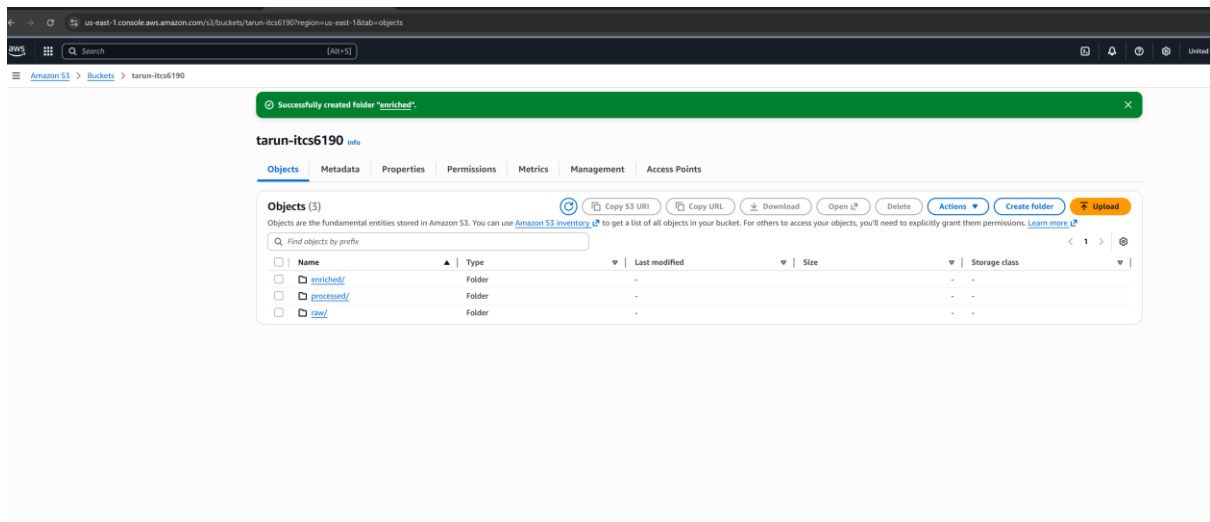 us-east-1.console.aws.amazon.com/s3/buckets/tarun-itcs6190?region=us-east-1&tab=objects
aws Search [Alt+S] United
Amazon S3 > Buckets > tarun-itcs6190
Successfully created folder "enriched".
tarun-itcs6190 Info
Objects Metadata Properties Permissions Metrics Management Access Points
Objects (3) Copy S3 URI Copy URL Download Open Delete Actions Create folder Upload
Objects are the fundamental entities stored in Amazon S3. You can use Amazon S3 inventory to get a list of all objects in your bucket. For others to access your objects, you'll need to explicitly grant them permissions. Learn more
Find objects by prefix < 1 >
Name Type Last modified Size Storage class
enriched/ Folder - - -
processed/ Folder - - -
raw/ Folder - - -